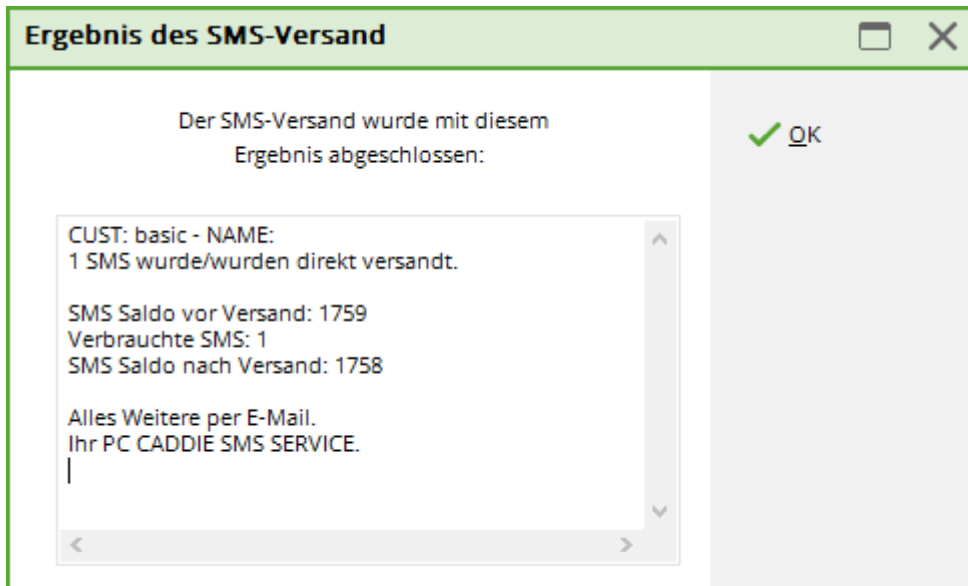 Ergebnis des SMS-Versand
Der SMS-Versand wurde mit diesem
Ergebnis abgeschlossen:
OK
CUST: basic - NAME:
1 SMS wurde/wurden direkt versandt.
SMS Saldo vor Versand: 1759
Verbrauchte SMS: 1
SMS Saldo nach Versand: 1758
Alles Weitere per E-Mail.
Ihr PC CADDIE SMS SERVICE.